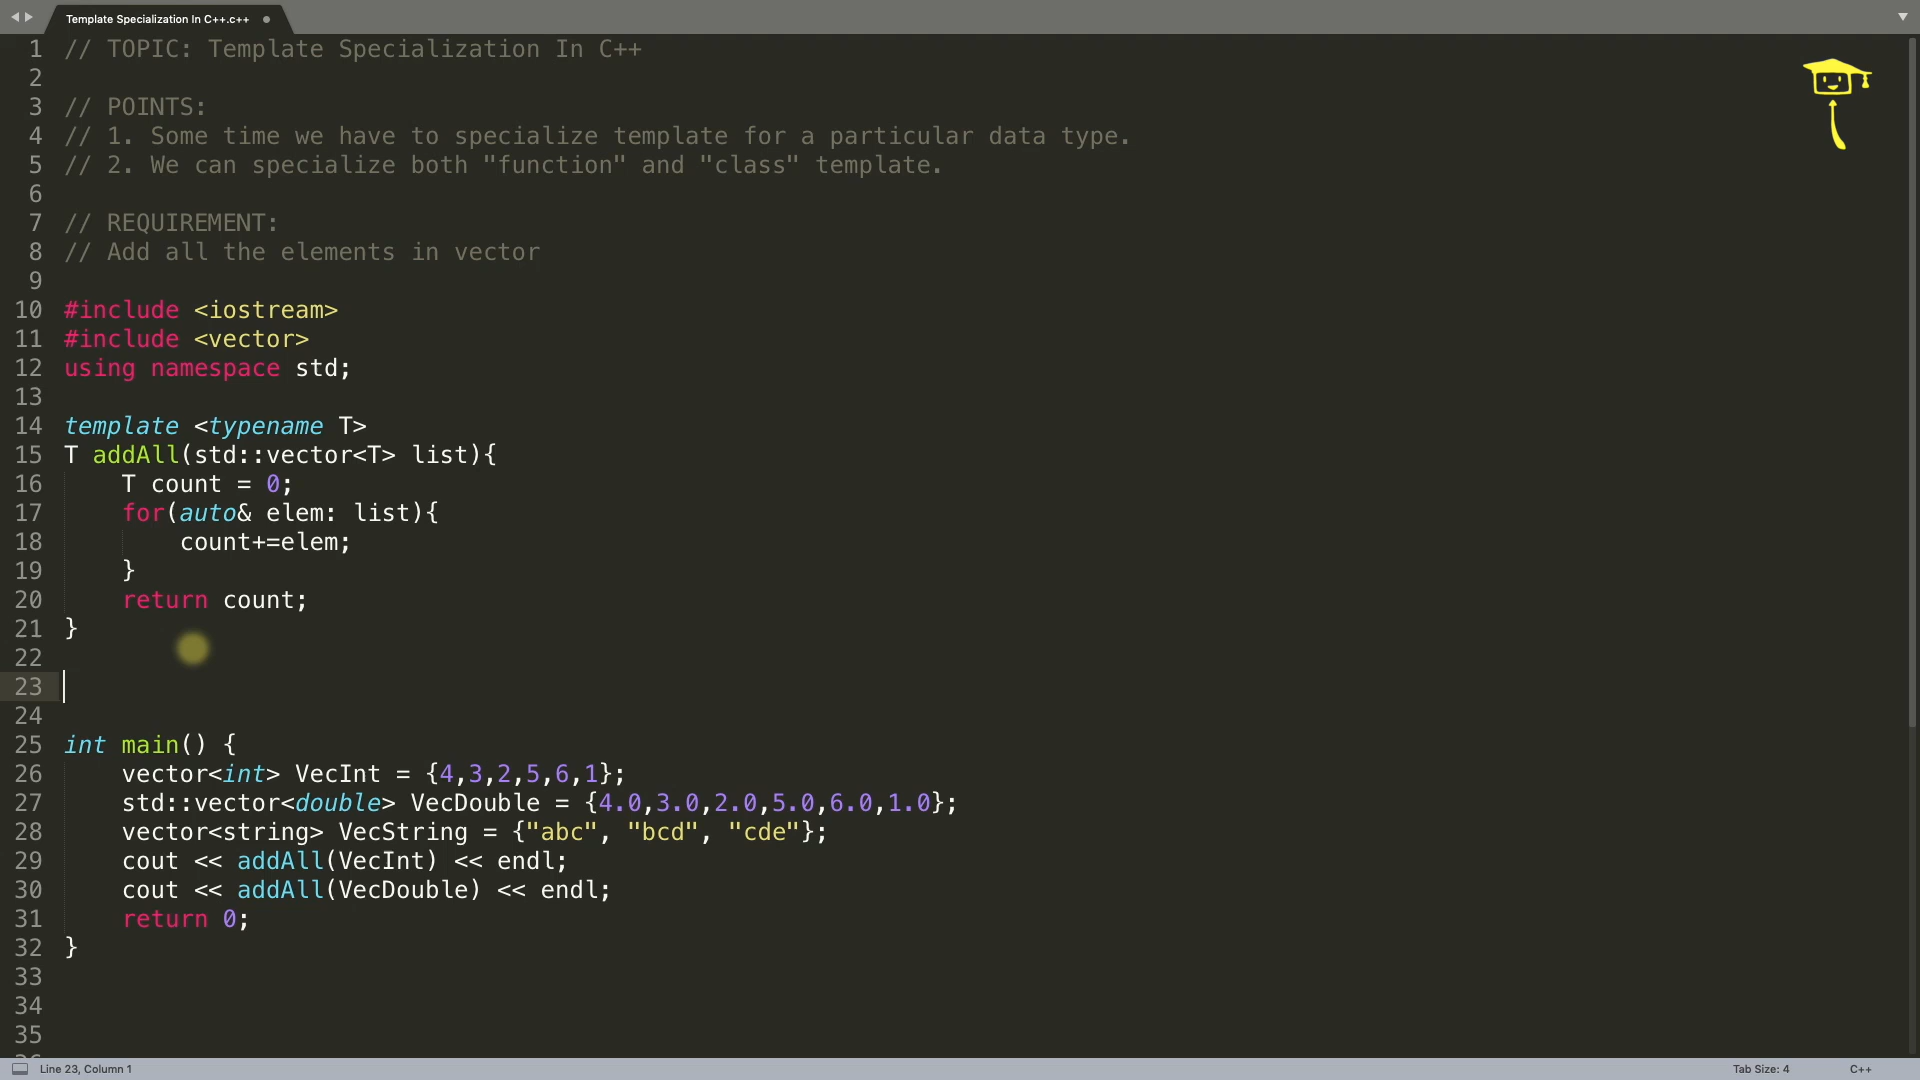 Template Specialization In C++.c++
1 // TOPIC: Template Specialization In C++
2
3 // POINTS:
4 // 1. Some time we have to specialize template for a particular data type.
5 // 2. We can specialize both "function" and "class" template.
6
7 // REQUIREMENT:
8 // Add all the elements in vector
9
10 #include <iostream>
11 #include <vector>
12 using namespace std;
13
14 template <typename T>
15 T addAll(std::vector<T> list){
16     T count = 0;
17     for(auto& elem: list){
18         count+=elem;
19     }
20     return count;
21 }
22
23
24
25 int main() {
26     vector<int> VecInt = {4,3,2,5,6,1};
27     std::vector<double> VecDouble = {4.0,3.0,2.0,5.0,6.0,1.0};
28     vector<string> VecString = {"abc", "bcd", "cde"};
29     cout << addAll(VecInt) << endl;
30     cout << addAll(VecDouble) << endl;
31     return 0;
32 }
33
34
35
Line 23, Column 1 Tab Size: 4 C++